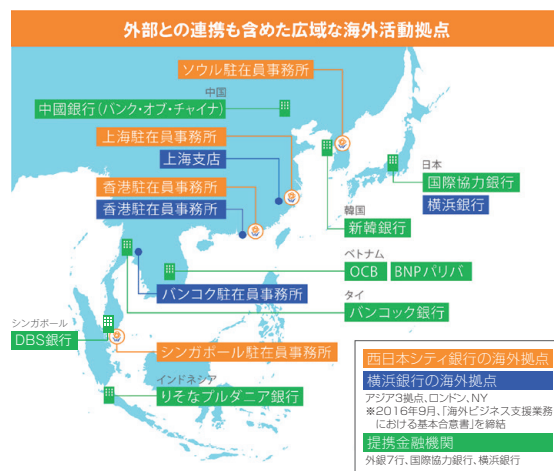 外部との連携も含めた広域な海外活動拠点
ソウル駐在員事務所
中国
中國銀行(バンク・オブ・チャイナ)
上海駐在員事務所
上海支店
日本
国際協力銀行
横浜銀行
香港駐在員事務所
香港駐在員事務所
韓国
新韓銀行
ベトナム
OCB
BNPパリバ
バンコク駐在員事務所
タイ
バンコック銀行
シンガポール
DBS銀行
シンガポール駐在員事務所
インドネシア
りそなプルダニア銀行
西日本シティ銀行の海外拠点
横浜銀行の海外拠点
アジア3拠点、ロンドン、NY
※2016年9月、「海外ビジネス支援業務
における基本合意書」を締結
提携金融機関
外銀7行、国際協力銀行、横浜銀行